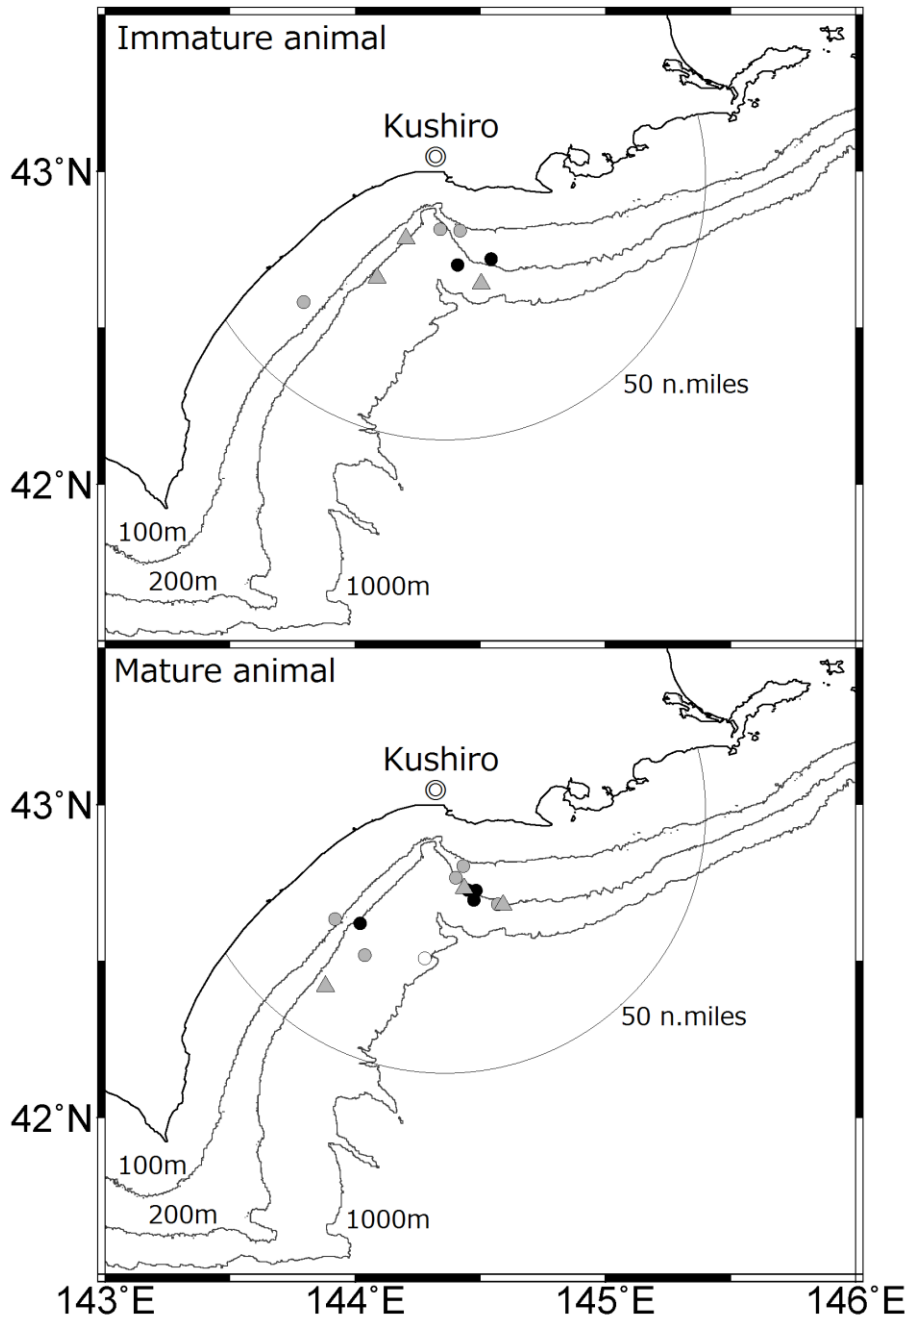 Immature animal
Kushiro
43°N
50 n.miles
42°N
100m
200m
1000m
Mature animal
Kushiro
43°N
50 n.miles
42°N
100m
200m
1000m
143°E
144°E
145°E
146°E